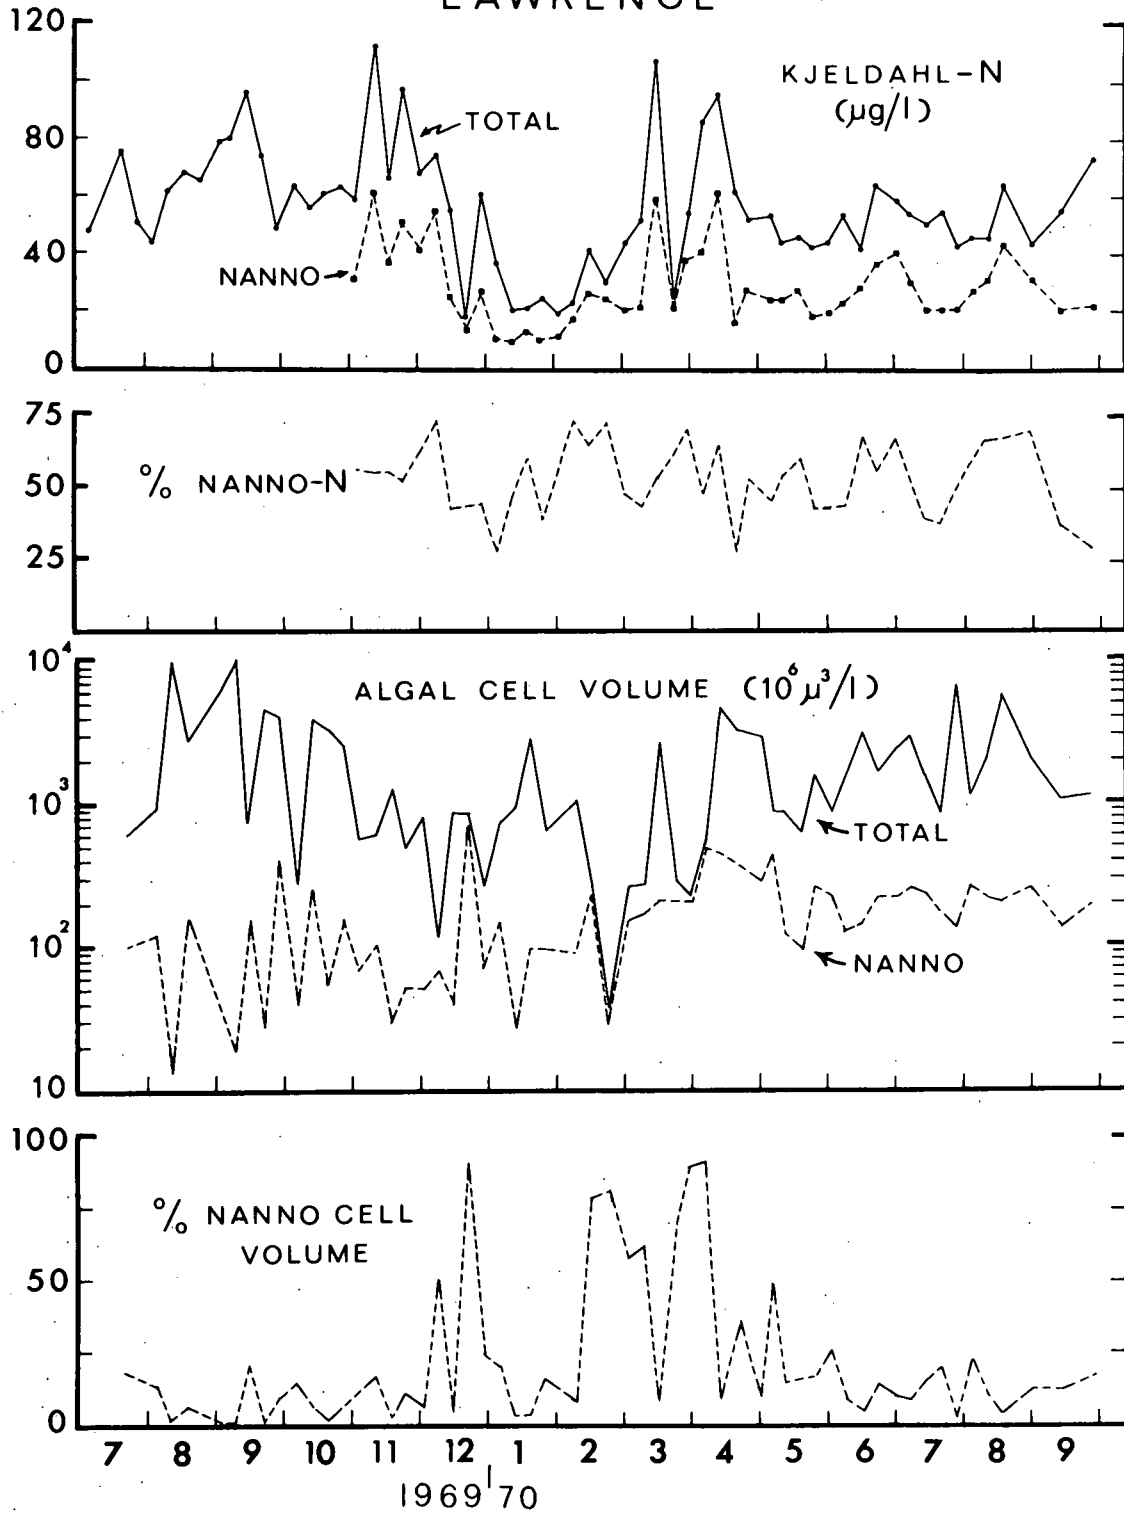 LAWRENCE
120
80
40
0
KJELDAHL-N
(µg/l)
TOTAL
NANNO
75
50
25
% NANNO-N
10⁴
10³
10²
10
ALGAL CELL VOLUME (10⁶µ³/l)
TOTAL
NANNO
100
50
0
% NANNO CELL
VOLUME
7 8 9 10 11 12 1 2 3 4 5 6 7 8 9
1969 70